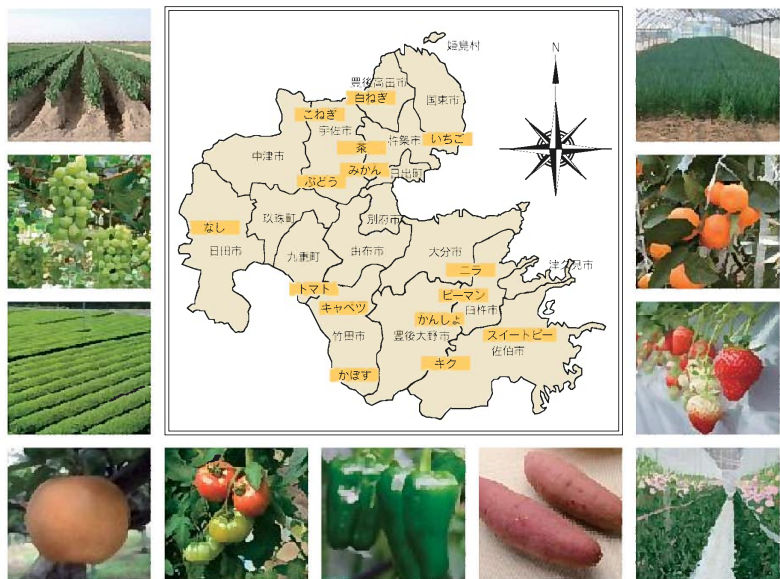 姫島村
N
豊後高田市
白ねぎ
国東市
こねぎ
宇佐市
いちご
杵築市
茶
中津市
みかん
日出町
ぶどう
なし
玖珠町
別府市
日田市
九重町
由布市
大分市
津久見市
ニラ
トマト
ピーマン
キャベツ
臼杵市
かんしょ
竹田市
豊後大野市
スイートピー
佐伯市
キク
かぼす